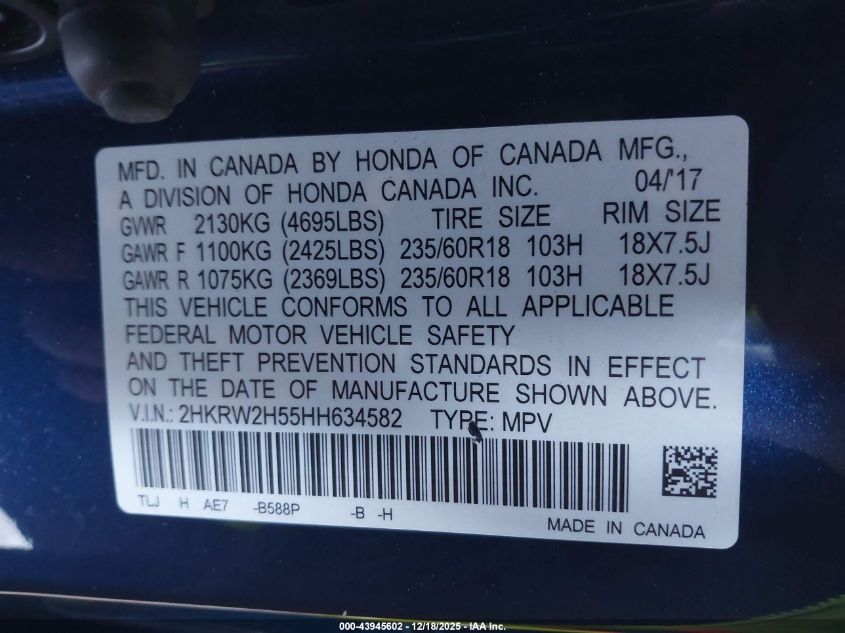 MFD. IN CANADA BY HONDA OF CANADA MFG.,
A DIVISION OF HONDA CANADA INC. 04/'17
GVWR 2130KG (4695LBS) TIRE SIZE RIM SIZE
GAWR F 1100KG (2425LBS) 235/60R18 103H 18X7.5J
GAWR R 1075KG (2369LBS) 235/60R18 103H 18X7.5J
THIS VEHICLE CONFORMS TO ALL APPLICABLE
FEDERAL MOTOR VEHICLE SAFETY
AND THEFT PREVENTION STANDARDS IN EFFECT
ON THE DATE OF MANUFACTURE SHOWN ABOVE.
V.I.N.: 2HKRW2H55HH634582 TYPE: MPV
TLJ H AE7 -B588P -B -H
MADE IN CANADA
000-43945602 - 12/18/2025 - IAA Inc.